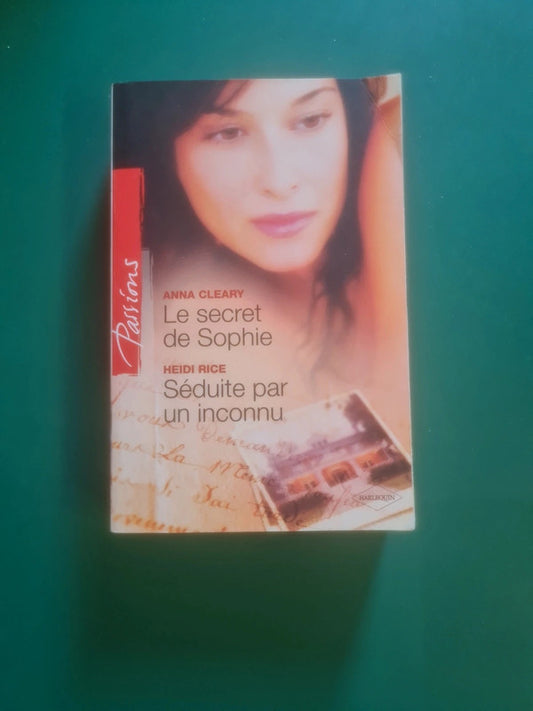 Passions
ANNA CLEARY
Le secret
de Sophie
HEIDI RICE
Séduite par
un inconnu
HARLEQUIN